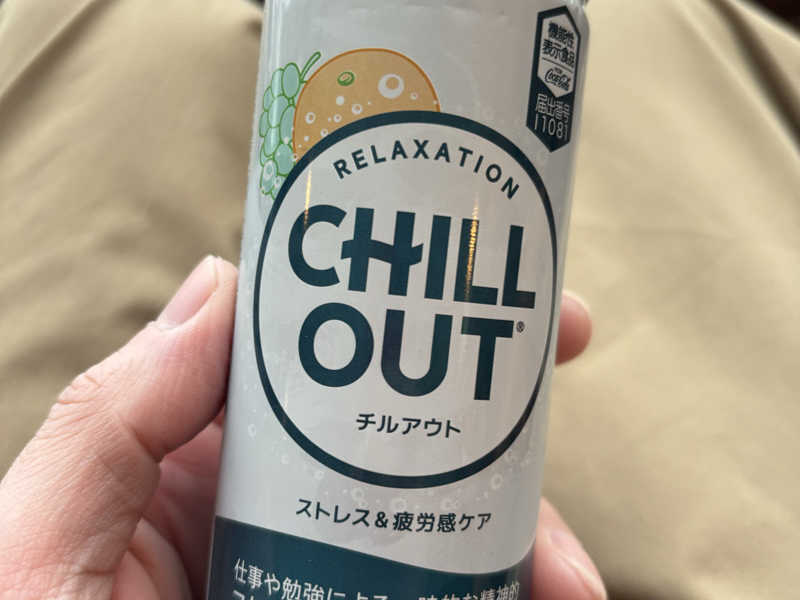 機能性
表示食品
Coca-Cola
届出番号
I1081
RELAXATION
CHILL
OUT®
チルアウト
ストレス&疲労感ケア
仕事や勉強による一時的な精神的